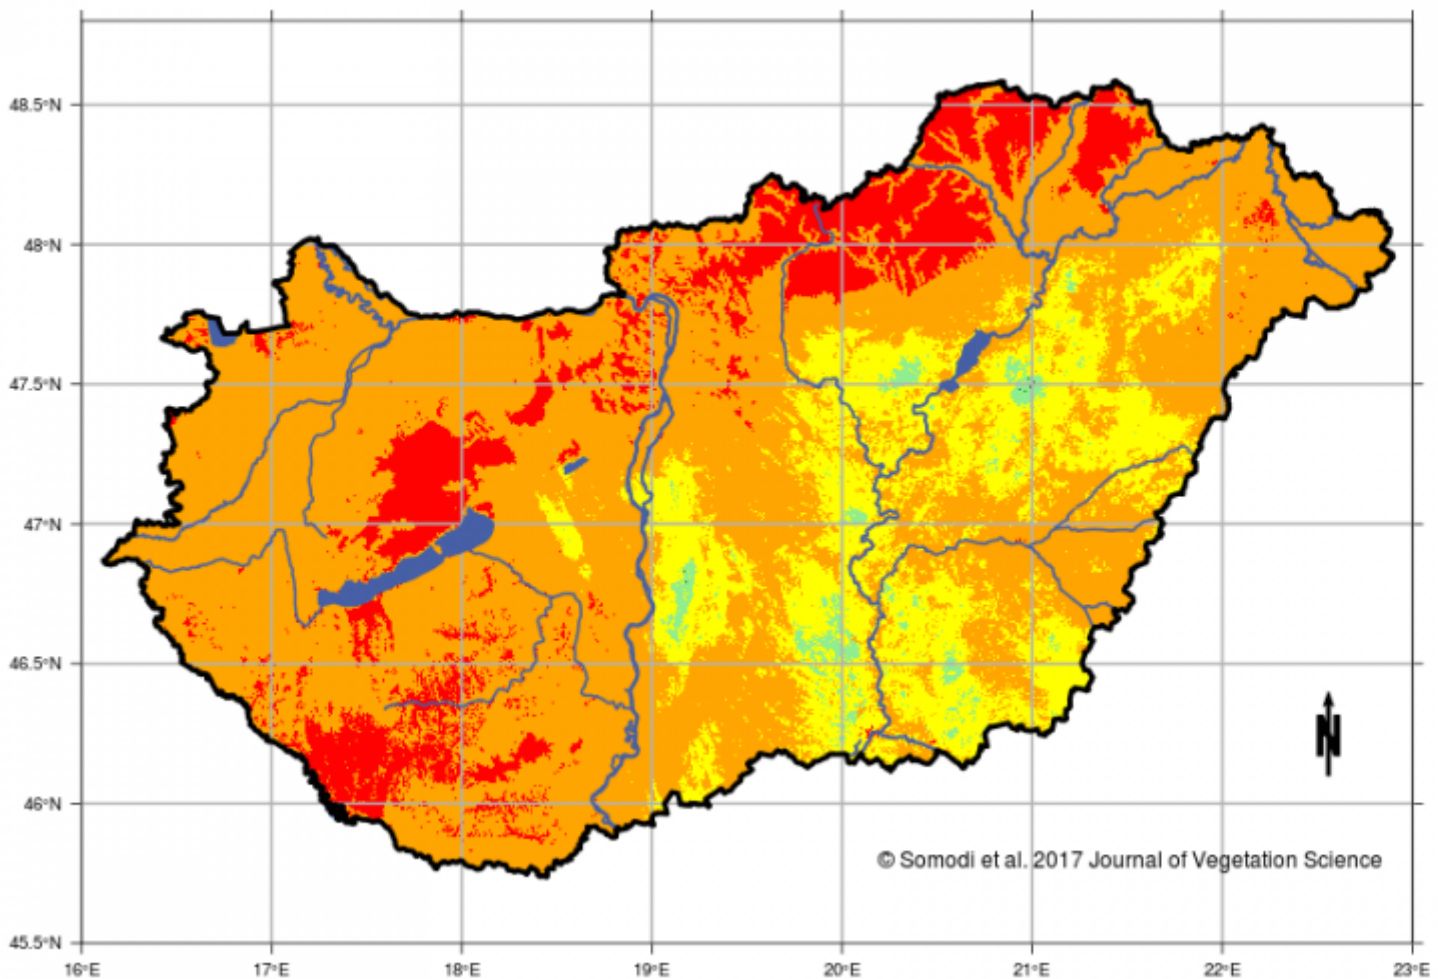 48.5°N
48°N
47.5°N
47°N
46.5°N
46°N
45.5°N
N
© Somodi et al. 2017 Journal of Vegetation Science
16°E 17°E 18°E 19°E 20°E 21°E 22°E 23°E